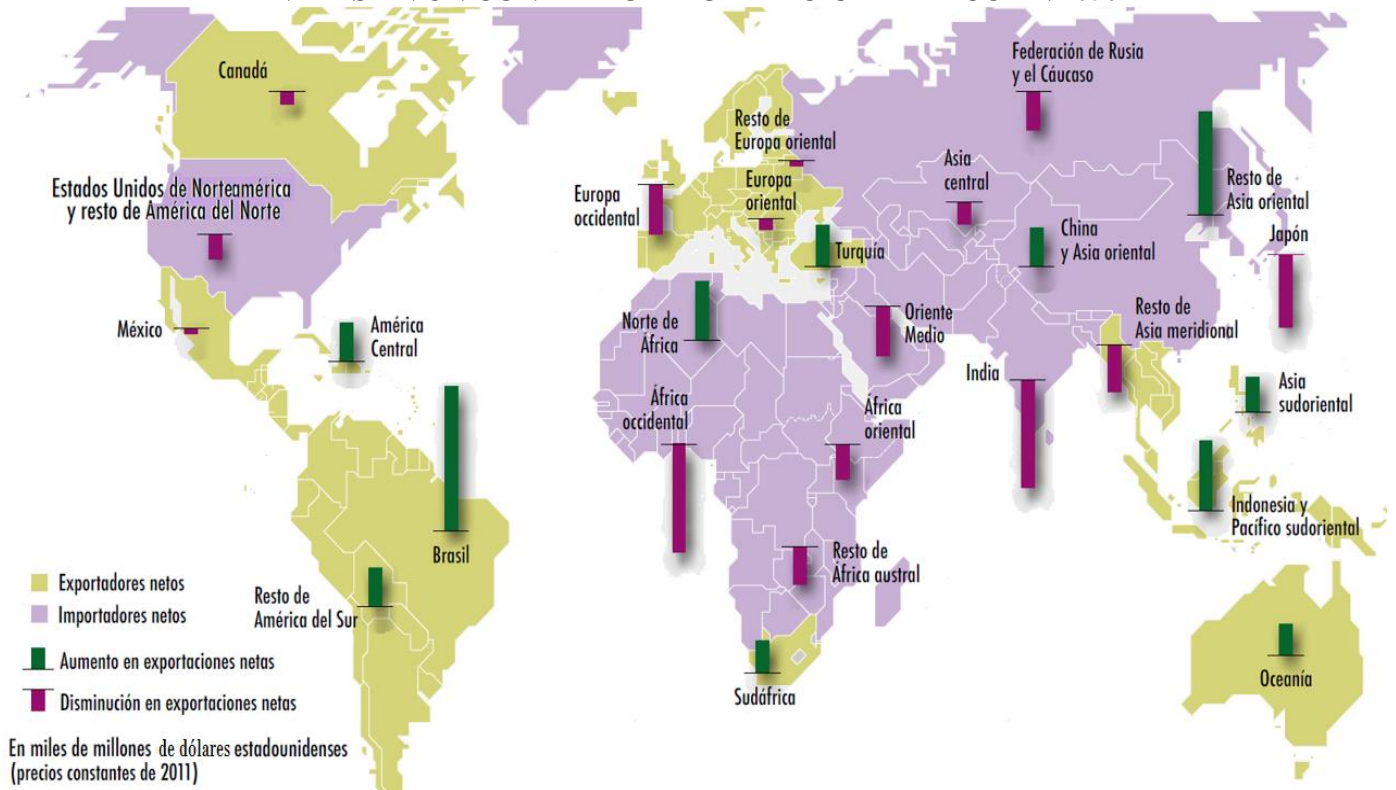 Canadá
Federación de Rusia
y el Cáucaso
Resto de
Europa oriental
Estados Unidos de Norteamérica
y resto de América del Norte
Europa
occidental
Europa
oriental
Asia
central
Resto de
Asia oriental
Turquía
China
y Asia oriental
Japón
México
América
Central
Norte de
África
Oriente
Medio
Resto de
Asia meridional
India
Asia
sudoriental
África
occidental
África
oriental
Brasil
Indonesia y
Pacífico sudoriental
Resto de
África austral
Resto de
América del Sur
Sudáfrica
Oceanía
Exportadores netos
Importadores netos
Aumento en exportaciones netas
Disminución en exportaciones netas
En miles de millones de dólares estadounidenses
(precios constantes de 2011)